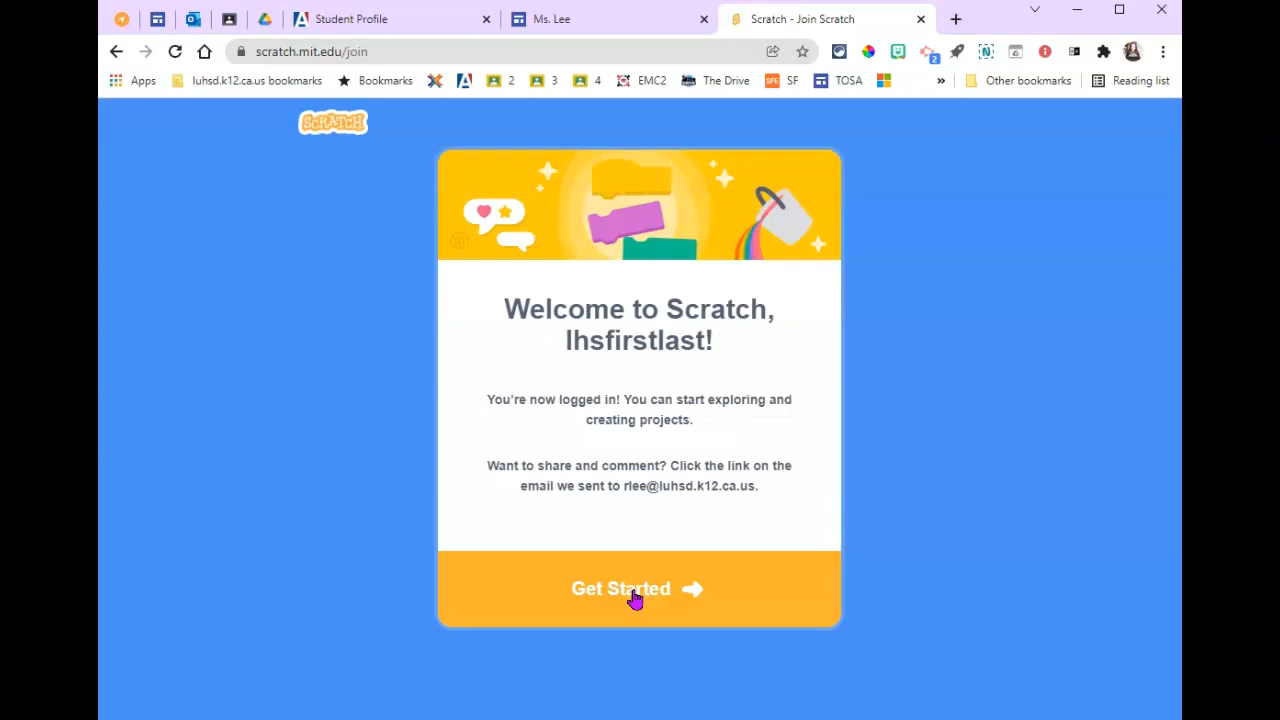 Student Profile
Ms. Lee
Scratch - Join Scratch
scratch.mit.edu/join
2
Apps
luhsd.k12.ca.us bookmarks
Bookmarks
2
3
4
EMC2
The Drive
SPE
SF
TOSA
»
Other bookmarks
Reading list
SCRATCH
Welcome to Scratch,
lhsfirstlast!
You're now logged in! You can start exploring and
creating projects.
Want to share and comment? Click the link on the
email we sent to rlee@luhsd.k12.ca.us.
Get Started